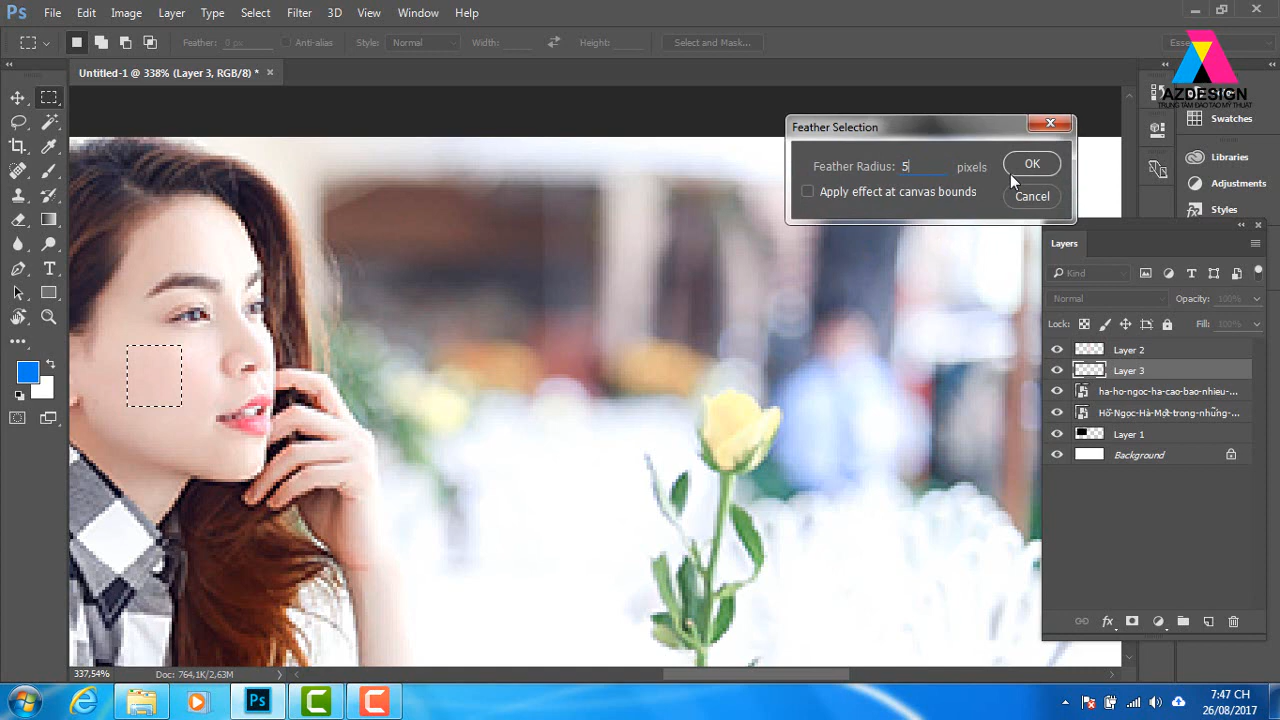 Ps File Edit Image Layer Type Select Filter 3D View Window Help
Feather: 0 px Anti-alias Style: Normal Width: Height: Select and Mask... Esse
Untitled-1 @ 338% (Layer 3, RGB/8) * ×
AZDESIGN
TRUNG TÂM ĐÀO TẠO MỸ THUẬT
Swatches
Libraries
Adjustments
Styles
Feather Selection
Feather Radius: 5 pixels
OK
Apply effect at canvas bounds
Cancel
Layers
Kind
Normal Opacity: 100%
Lock: Fill: 100%
Layer 2
Layer 3
ha-ho-ngoc-ha-cao-bao-nhieu-...
Hồ-Ngọc-Hà-Một-trong-những-...
Layer 1
Background
337,54% Doc: 764,1K/2,63M
Ps
7:47 CH
26/08/2017